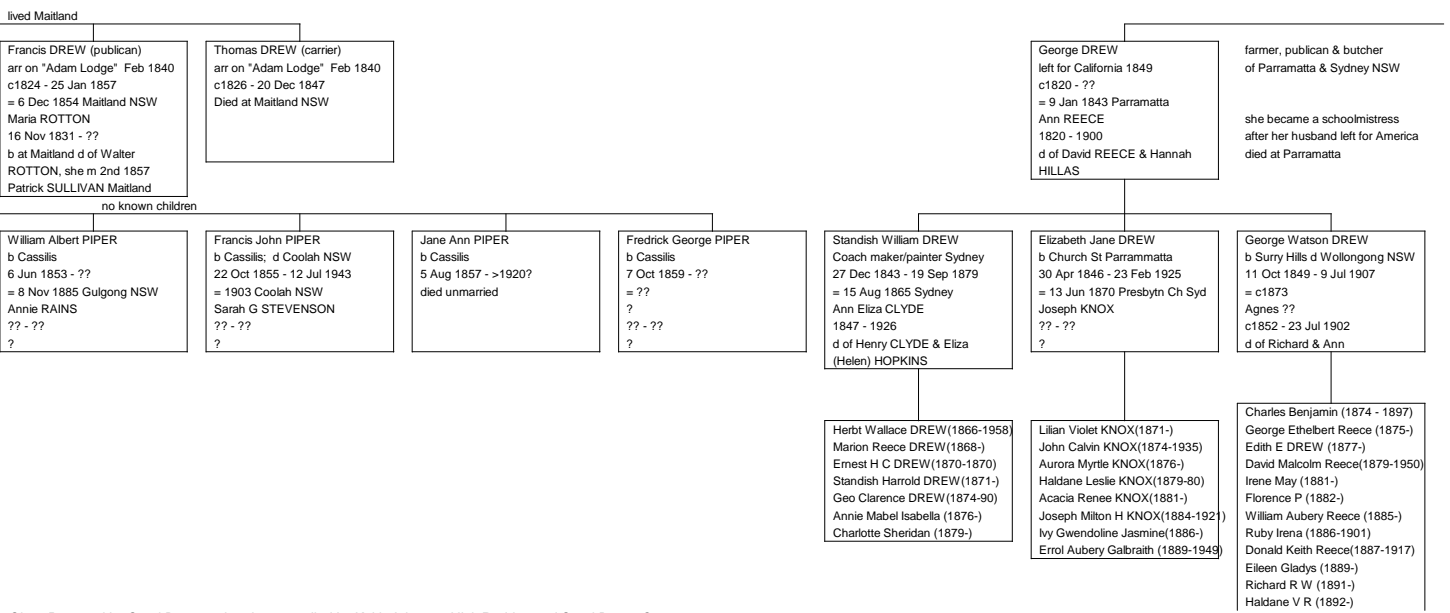 lived Maitland
Francis DREW (publican)
arr on "Adam Lodge" Feb 1840
c1824 - 25 Jan 1857
= 6 Dec 1854 Maitland NSW
Maria ROTTON
16 Nov 1831 - ??
b at Maitland d of Walter
ROTTON, she m 2nd 1857
Patrick SULLIVAN Maitland
Thomas DREW (carrier)
arr on "Adam Lodge" Feb 1840
c1826 - 20 Dec 1847
Died at Maitland NSW
George DREW
left for California 1849
c1820 - ??
= 9 Jan 1843 Parramatta
Ann REECE
1820 - 1900
d of David REECE & Hannah
HILLAS
farmer, publican & butcher
of Parramatta & Sydney NSW
she became a schoolmistress
after her husband left for America
died at Parramatta
no known children
William Albert PIPER
b Cassilis
6 Jun 1853 - ??
= 8 Nov 1885 Gulgong NSW
Annie RAINS
?? - ??
?
Francis John PIPER
b Cassilis; d Coolah NSW
22 Oct 1855 - 12 Jul 1943
= 1903 Coolah NSW
Sarah G STEVENSON
?? - ??
?
Jane Ann PIPER
b Cassilis
5 Aug 1857 - >1920?
died unmarried
Fredrick George PIPER
b Cassilis
7 Oct 1859 - ??
= ??
?
?? - ??
?
Standish William DREW
Coach maker/painter Sydney
27 Dec 1843 - 19 Sep 1879
= 15 Aug 1865 Sydney
Ann Eliza CLYDE
1847 - 1926
d of Henry CLYDE & Eliza
(Helen) HOPKINS
Elizabeth Jane DREW
b Church St Parrammatta
30 Apr 1846 - 23 Feb 1925
= 13 Jun 1870 Presbytn Ch Syd
Joseph KNOX
?? - ??
?
George Watson DREW
b Surry Hills d Wollongong NSW
11 Oct 1849 - 9 Jul 1907
= c1873
Agnes ??
c1852 - 23 Jul 1902
d of Richard & Ann
Herbt Wallace DREW(1866-1958)
Marion Reece DREW(1868-)
Ernest H C DREW(1870-1870)
Standish Harrold DREW(1871-)
Geo Clarence DREW(1874-90)
Annie Mabel Isabella (1876-)
Charlotte Sheridan (1879-)
Lilian Violet KNOX(1871-)
John Calvin KNOX(1874-1935)
Aurora Myrtle KNOX(1876-)
Haldane Leslie KNOX(1879-80)
Acacia Renee KNOX(1881-)
Joseph Milton H KNOX(1884-1921)
Ivy Gwendoline Jasmine(1886-)
Errol Aubery Galbraith (1889-1949)
Charles Benjamin (1874 - 1897)
George Ethelbert Reece (1875-)
Edith E DREW (1877-)
David Malcolm Reece(1879-1950)
Irene May (1881-)
Florence P (1882-)
William Aubery Reece (1885-)
Ruby Irena (1886-1901)
Donald Keith Reece(1887-1917)
Eileen Gladys (1889-)
Richard R W (1891-)
Haldane V R (1892-)